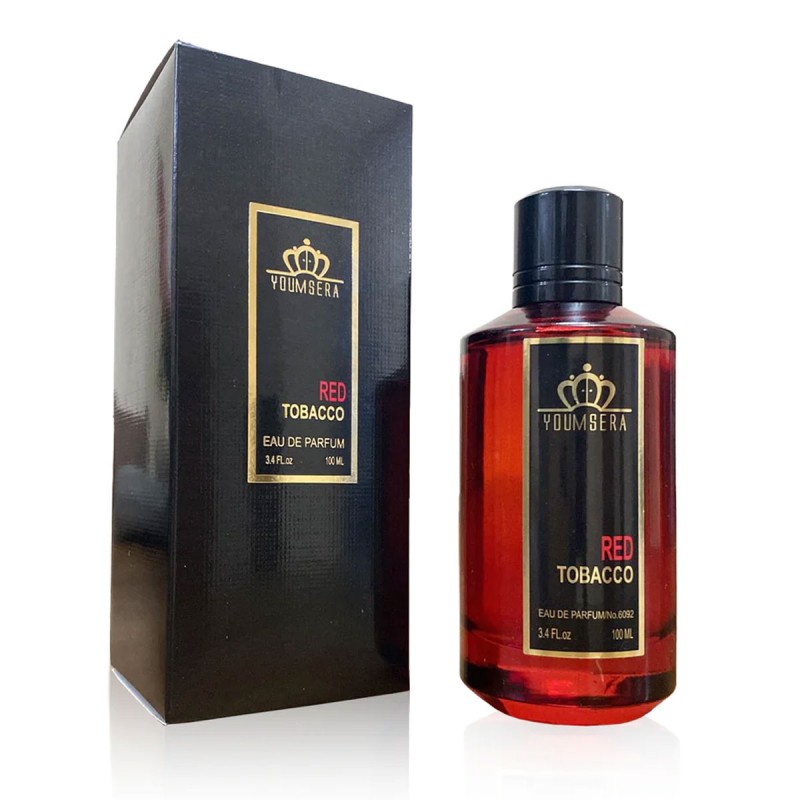 YOUMSERA
RED
TOBACCO
EAU DE PARFUM
3.4 FL.oz 100 ML
YOUMSERA
RED
TOBACCO
EAU DE PARFUM/No.6092
3.4 FL.oz 100 ML